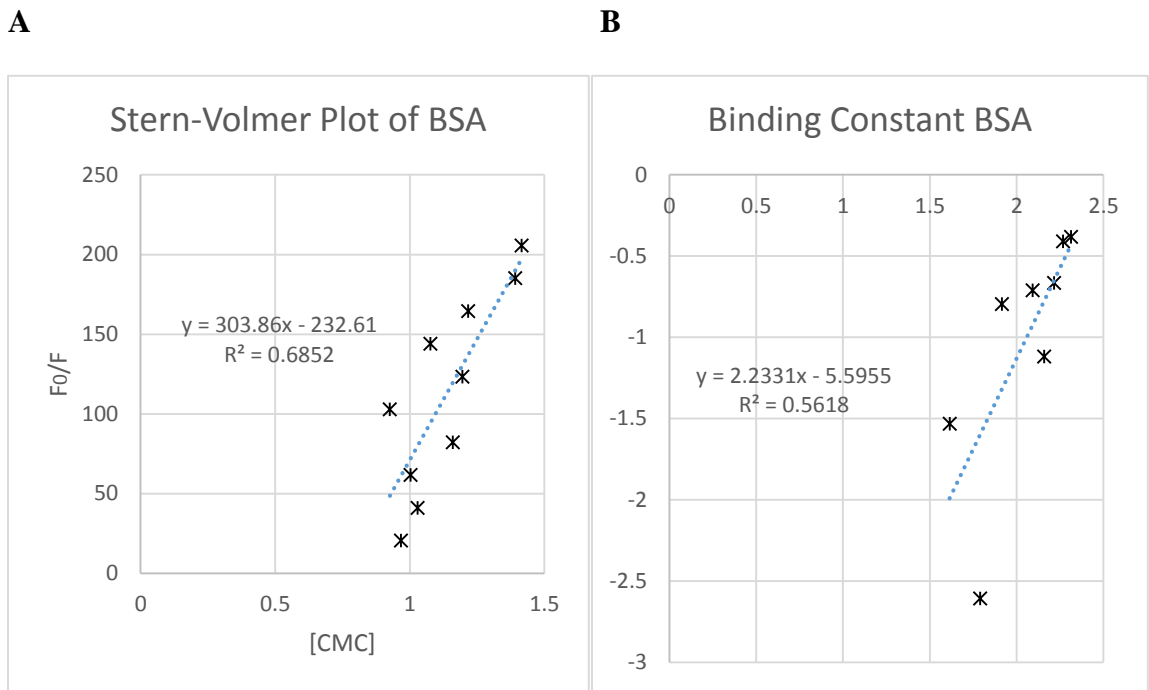 A
B
Stern-Volmer Plot of BSA
250
200
150
100
50
0
F0/F
y = 303.86x - 232.61
R² = 0.6852
0
0.5
1
1.5
[CMC]
Binding Constant BSA
0
0
0.5
1
1.5
2
2.5
-0.5
-1
-1.5
-2
-2.5
-3
y = 2.2331x - 5.5955
R² = 0.5618